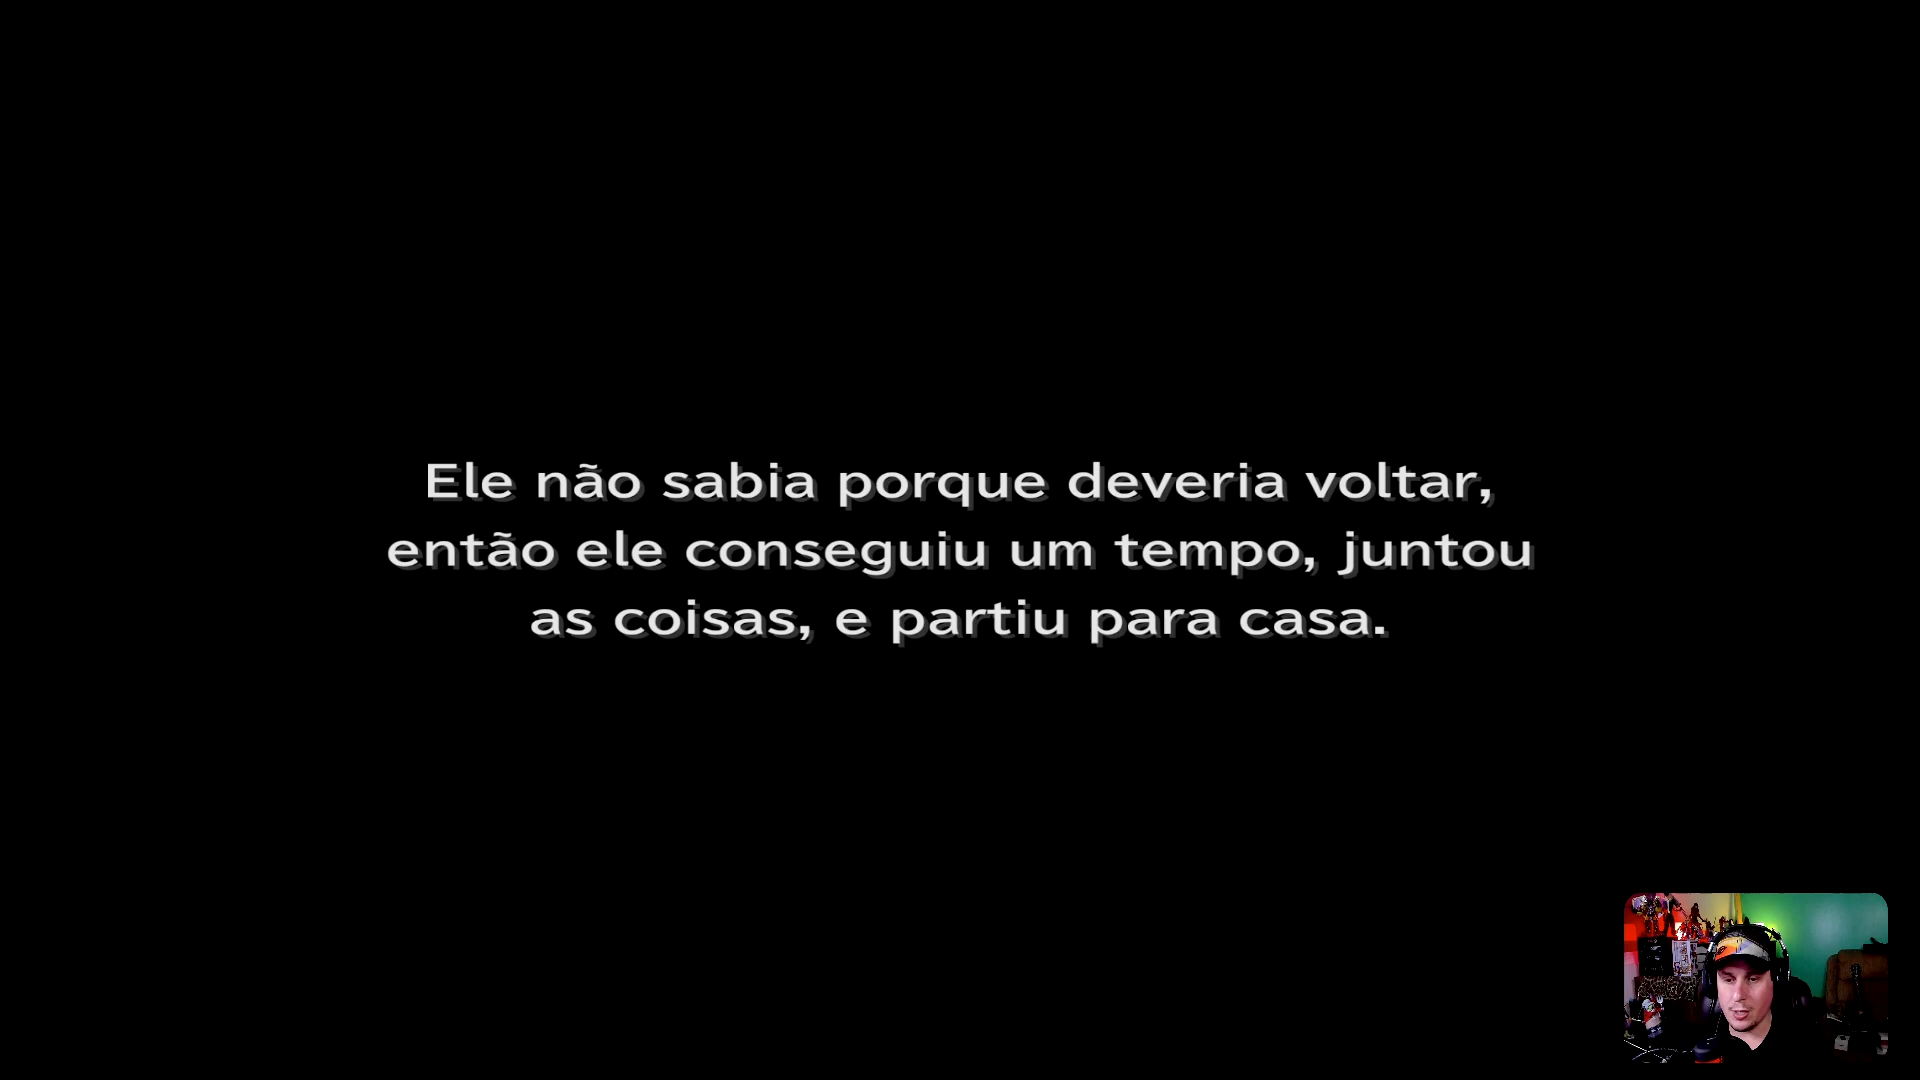 Ele não sabia porque deveria voltar,
então ele conseguiu um tempo, juntou
as coisas, e partiu para casa.